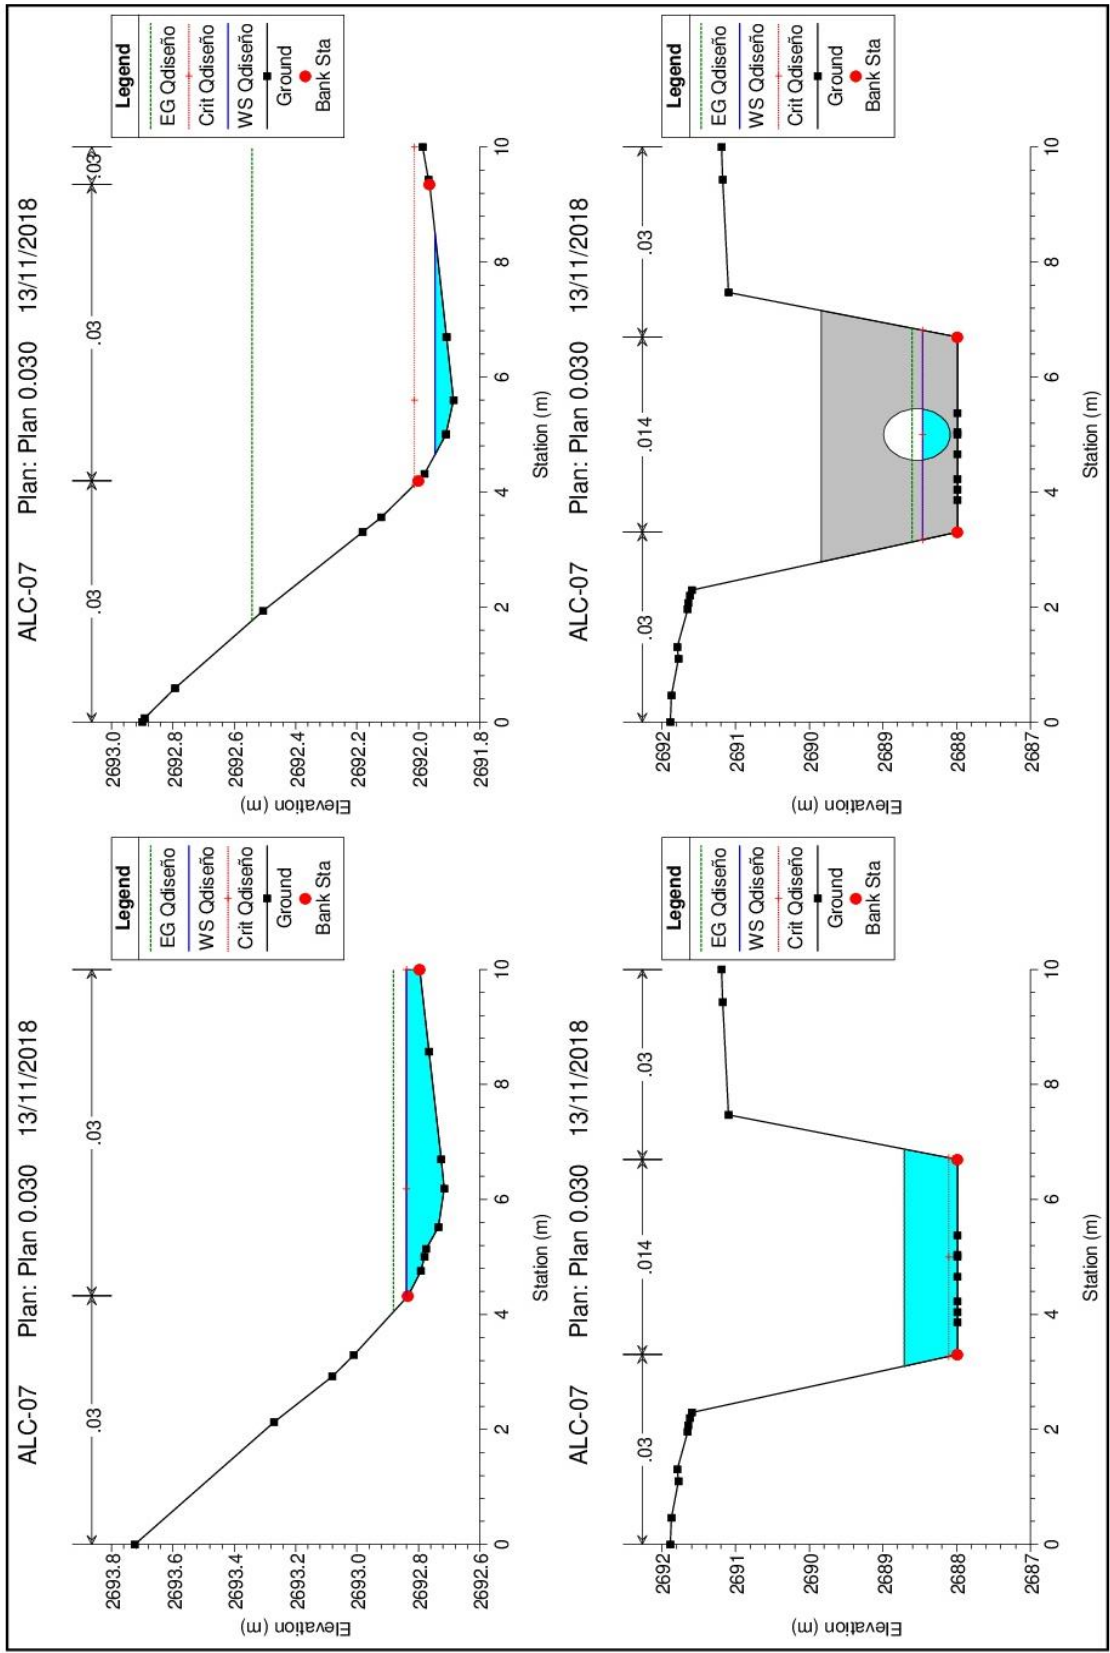 ALC-07 Plan: Plan 0.030 13/11/2018
.03 .03
Legend
EG Qdiseño
WS Qdiseño
Crit Qdiseño
Ground
Bank Sta
2693.8
2693.6
2693.4
2693.2
2693.0
2692.8
2692.6
Elevation (m)
0 2 4 6 8 10
Station (m)
ALC-07 Plan: Plan 0.030 13/11/2018
.03 .03 .03
Legend
EG Qdiseño
Crit Qdiseño
WS Qdiseño
Ground
Bank Sta
2693.0
2692.8
2692.6
2692.4
2692.2
2692.0
2691.8
Elevation (m)
0 2 4 6 8 10
Station (m)
ALC-07 Plan: Plan 0.030 13/11/2018
.03 .014 .03
Legend
EG Qdiseño
WS Qdiseño
Crit Qdiseño
Ground
Bank Sta
2692
2691
2690
2689
2688
2687
Elevation (m)
0 2 4 6 8 10
Station (m)
ALC-07 Plan: Plan 0.030 13/11/2018
.03 .014 .03
Legend
EG Qdiseño
WS Qdiseño
Crit Qdiseño
Ground
Bank Sta
2692
2691
2690
2689
2688
2687
Elevation (m)
0 2 4 6 8 10
Station (m)